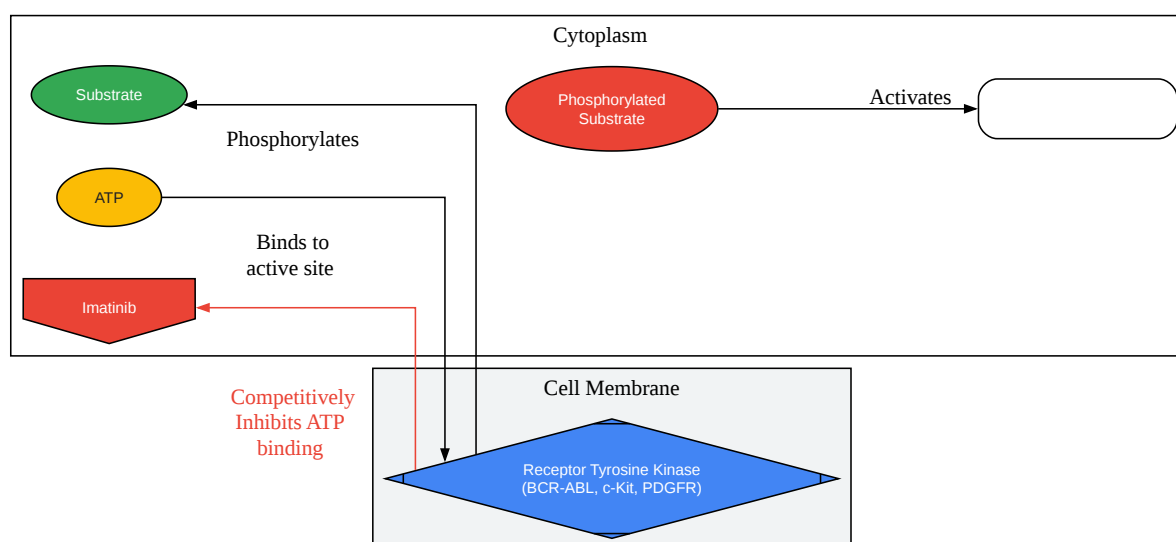 Cytoplasm
Substrate
Phosphorylated
Substrate
Activates
Phosphorylates
ATP
Binds to
active site
Imatinib
Competitively
Inhibits ATP
binding
Cell Membrane
Receptor Tyrosine Kinase
(BCR-ABL, c-Kit, PDGFR)